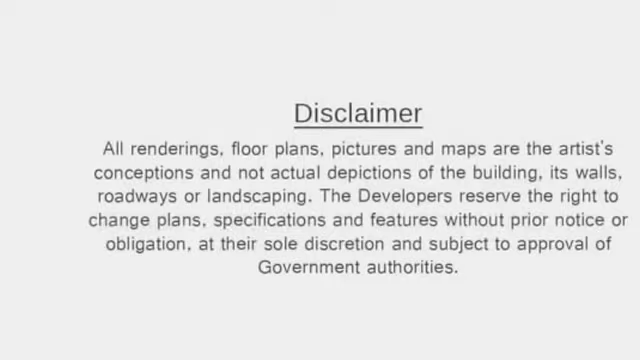 Disclaimer
All renderings, floor plans, pictures and maps are the artist's
conceptions and not actual depictions of the building, its walls,
roadways or landscaping. The Developers reserve the right to
change plans, specifications and features without prior notice or
obligation, at their sole discretion and subject to approval of
Government authorities.